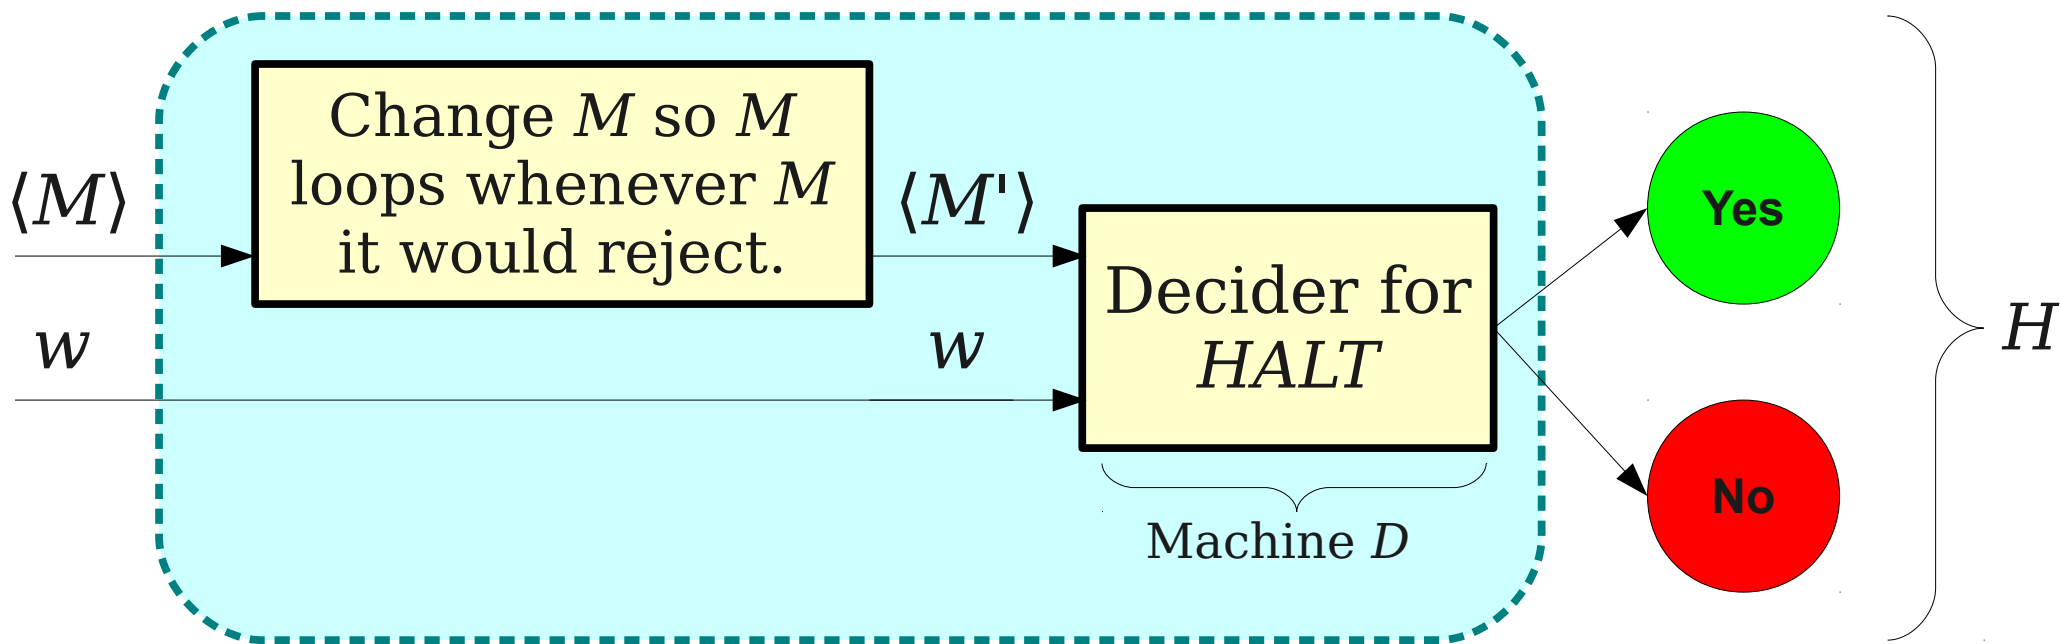 Change M so M
loops whenever M
it would reject.
⟨M⟩
⟨M'⟩
w
w
Decider for
HALT
Machine D
Yes
No
H